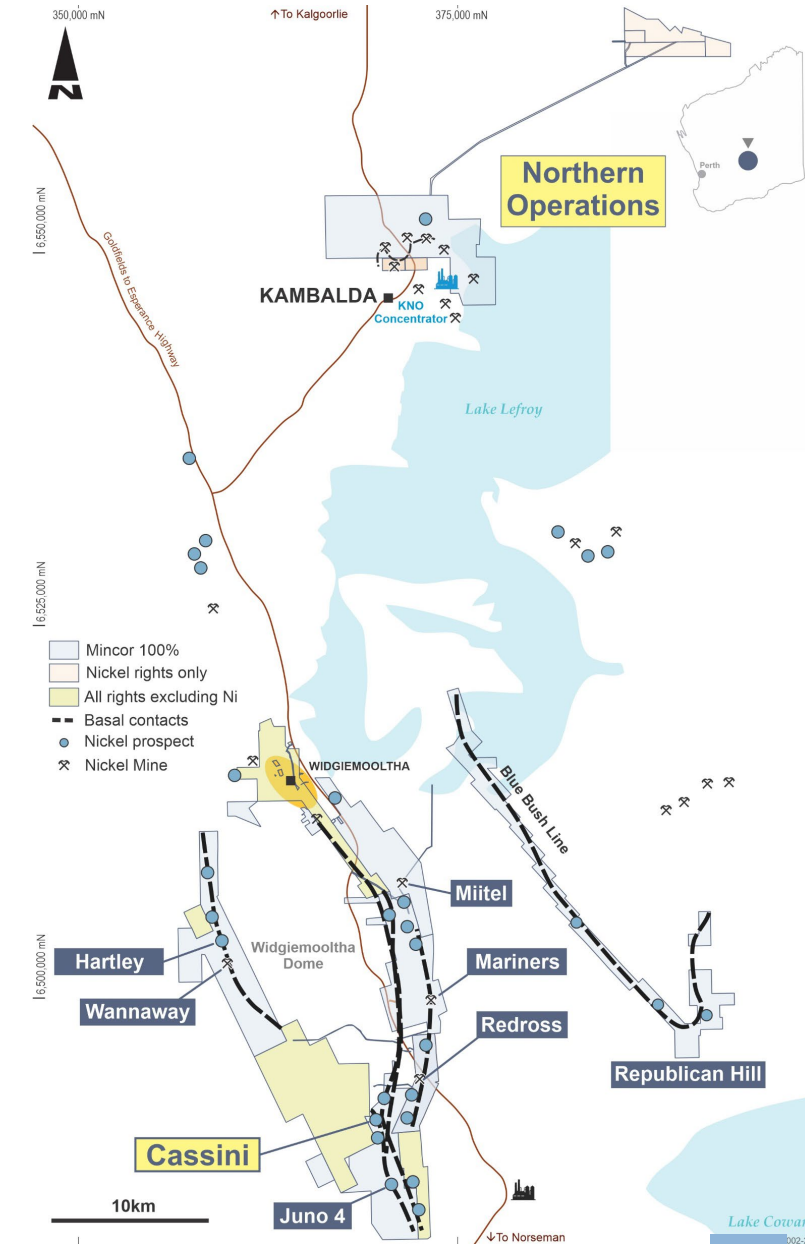 350,000 mN
↑To Kalgoorlie
375,000 mN
Perth
Northern
Operations
6,550,000 mN
Goldfields to Esperance Highway
KAMBALDA
KNO
Concentrator
Lake Lefroy
6,525,000 mN
Mincor 100%
Nickel rights only
All rights excluding Ni
Basal contacts
Nickel prospect
Nickel Mine
WIDGIEMOOLTHA
Blue Bush Line
Miitel
Hartley
Widgiemooltha
Dome
Mariners
6,500,000 mN
Wannaway
Redross
Republican Hill
Cassini
10km
Juno 4
N
↓To Norseman
Lake Cowan